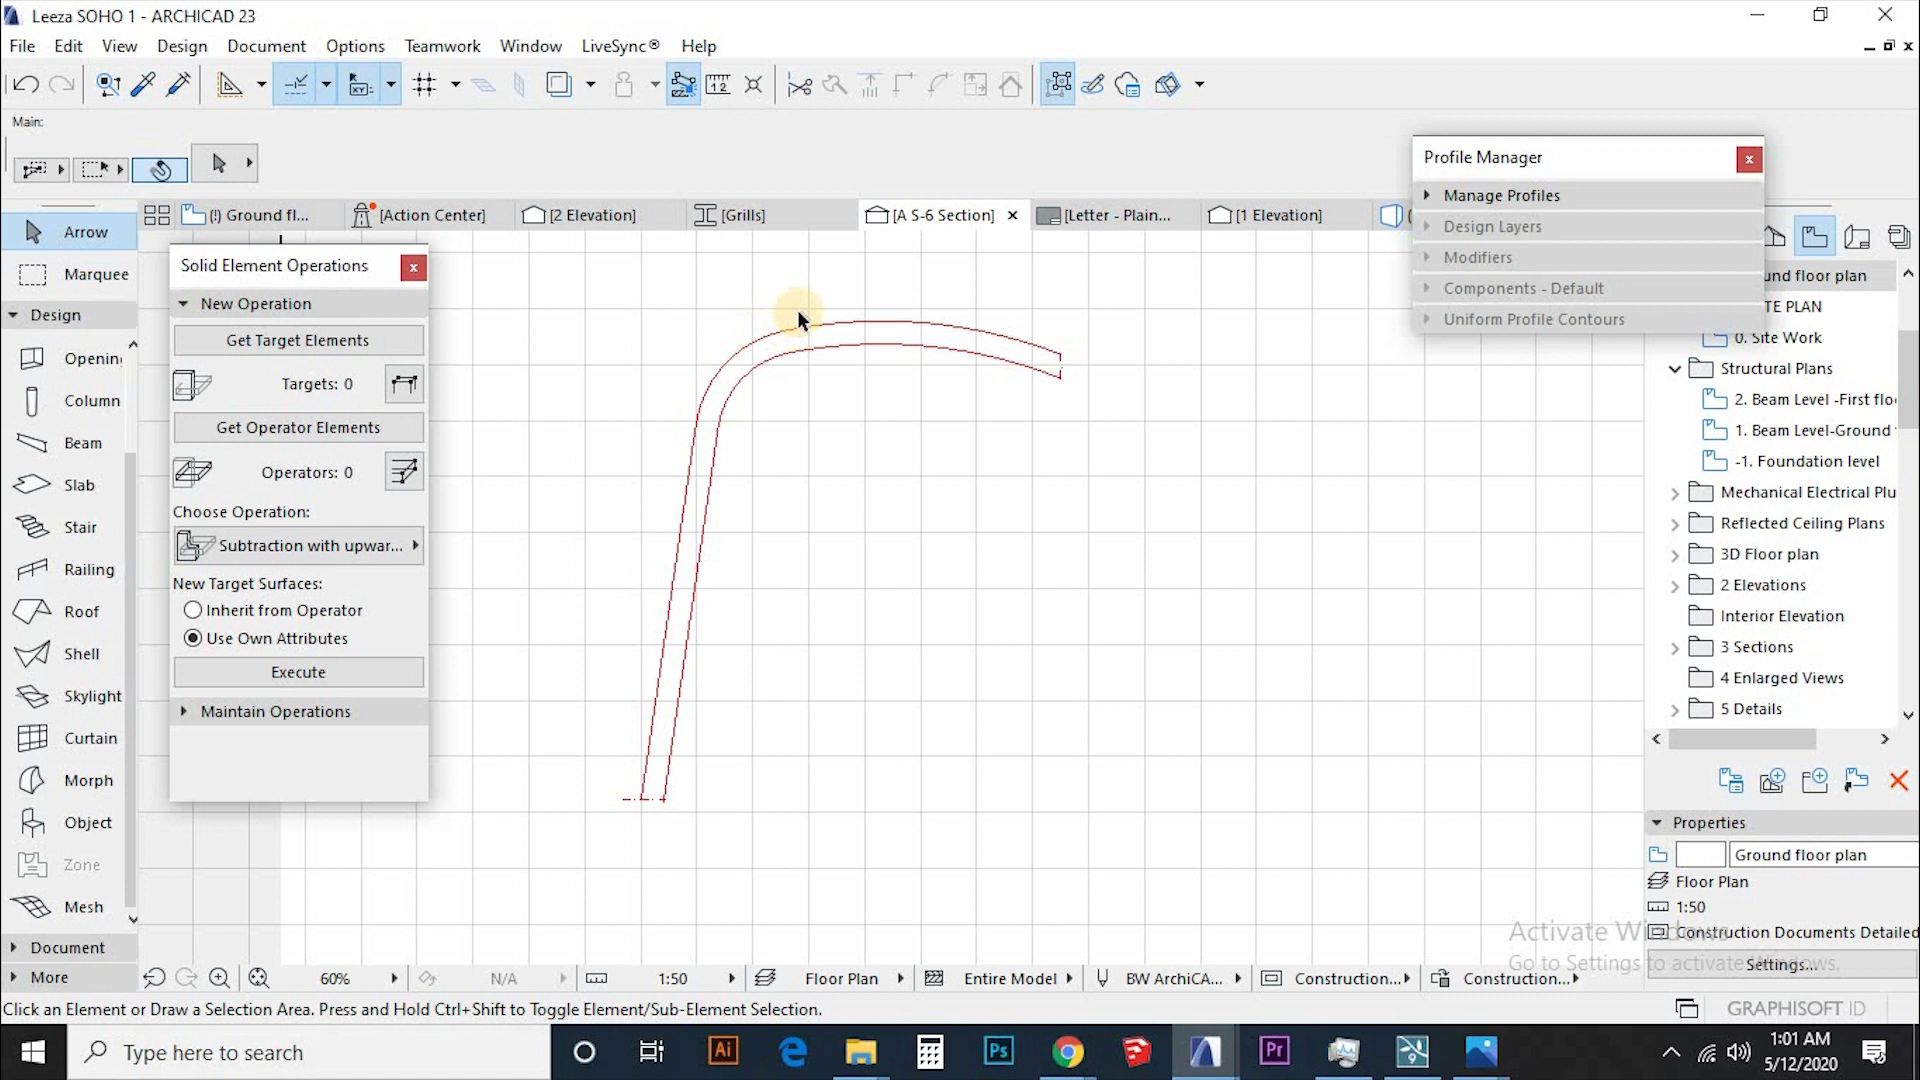 Leeza SOHO 1 - ARCHICAD 23
File Edit View Design Document Options Teamwork Window LiveSync® Help
Main:
(!) Ground fl... [Action Center] [2 Elevation] [Grills] [A S-6 Section] [Letter - Plain... [1 Elevation]
Arrow
Marquee
Design
Opening
Column
Beam
Slab
Stair
Railing
Roof
Shell
Skylight
Curtain
Morph
Object
Zone
Mesh
Document
More
Solid Element Operations
New Operation
Get Target Elements
Targets: 0
Get Operator Elements
Operators: 0
Choose Operation:
Subtraction with upwar...
New Target Surfaces:
Inherit from Operator
Use Own Attributes
Execute
Maintain Operations
Profile Manager
Manage Profiles
Design Layers
Modifiers
Components - Default
Uniform Profile Contours
und floor plan
TE PLAN
0. Site Work
Structural Plans
2. Beam Level -First flo
1. Beam Level-Ground
-1. Foundation level
Mechanical Electrical Plu
Reflected Ceiling Plans
3D Floor plan
2 Elevations
Interior Elevation
3 Sections
4 Enlarged Views
5 Details
Properties
Ground floor plan
Floor Plan
1:50
Construction Documents Detailed
Settings...
Activate Windows
Go to Settings to activate Windows.
60% N/A 1:50 Floor Plan Entire Model BW ArchiCA... Construction... Construction...
Click an Element or Draw a Selection Area. Press and Hold Ctrl+Shift to Toggle Element/Sub-Element Selection.
GRAPHISOFT ID
Type here to search
Ai
Ps
Pr
1:01 AM
5/12/2020